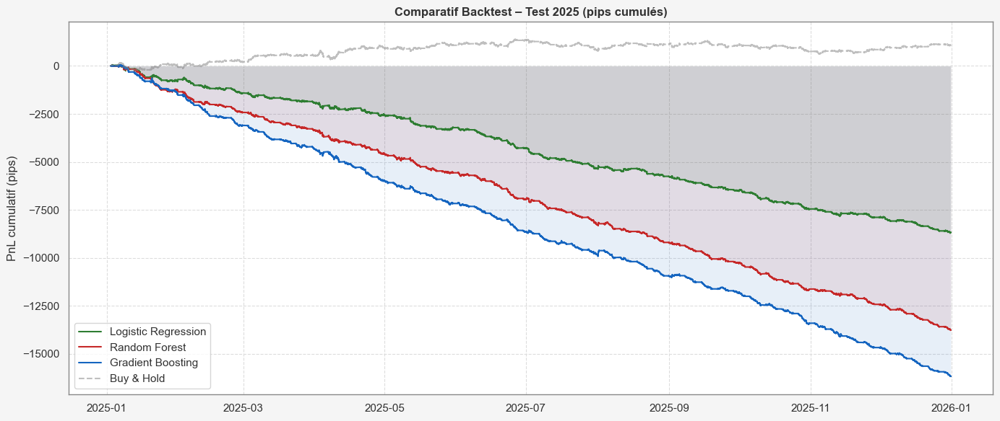 Comparatif Backtest – Test 2025 (pips cumulés)
PnL cumulatif (pips)
0
−2500
−5000
−7500
−10000
−12500
−15000
Logistic Regression
Random Forest
Gradient Boosting
Buy & Hold
2025-01
2025-03
2025-05
2025-07
2025-09
2025-11
2026-01